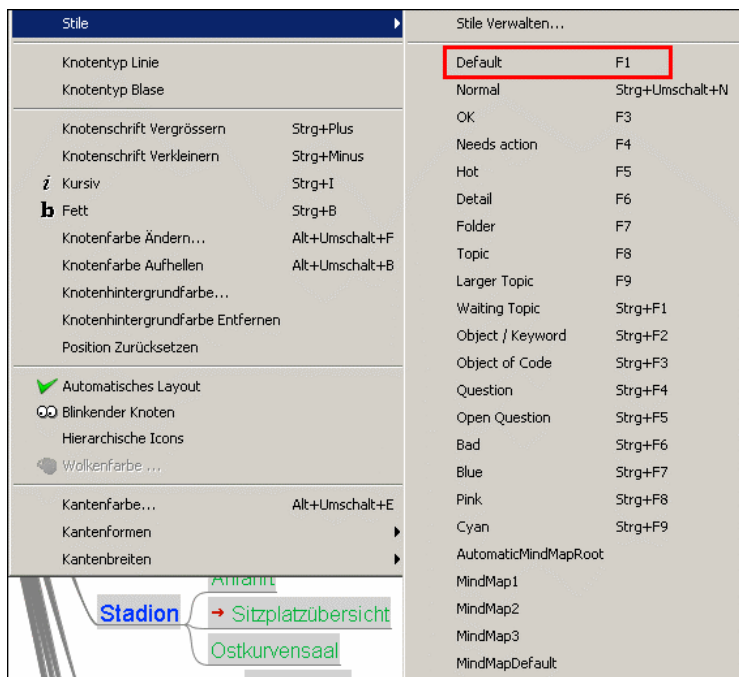 Stile
Knotentyp Linie
Knotentyp Blase
Knotenschrift Vergrössern Strg+Plus
Knotenschrift Verkleinern Strg+Minus
i Kursiv Strg+I
b Fett Strg+B
Knotenfarbe Ändern... Alt+Umschalt+F
Knotenfarbe Aufhellen Alt+Umschalt+B
Knotenhintergrundfarbe...
Knotenhintergrundfarbe Entfernen
Position Zurücksetzen
Automatisches Layout
Blinkender Knoten
Hierarchische Icons
Wolkenfarbe ...
Kantenfarbe... Alt+Umschalt+E
Kantenformen
Kantenbreiten
Stile Verwalten...
Default F1
Normal Strg+Umschalt+N
OK F3
Needs action F4
Hot F5
Detail F6
Folder F7
Topic F8
Larger Topic F9
Waiting Topic Strg+F1
Object / Keyword Strg+F2
Object of Code Strg+F3
Question Strg+F4
Open Question Strg+F5
Bad Strg+F6
Blue Strg+F7
Pink Strg+F8
Cyan Strg+F9
AutomaticMindMapRoot
MindMap1
MindMap2
MindMap3
MindMapDefault
Anfahrt
Stadion
Sitzplatzübersicht
Ostkurvensaal